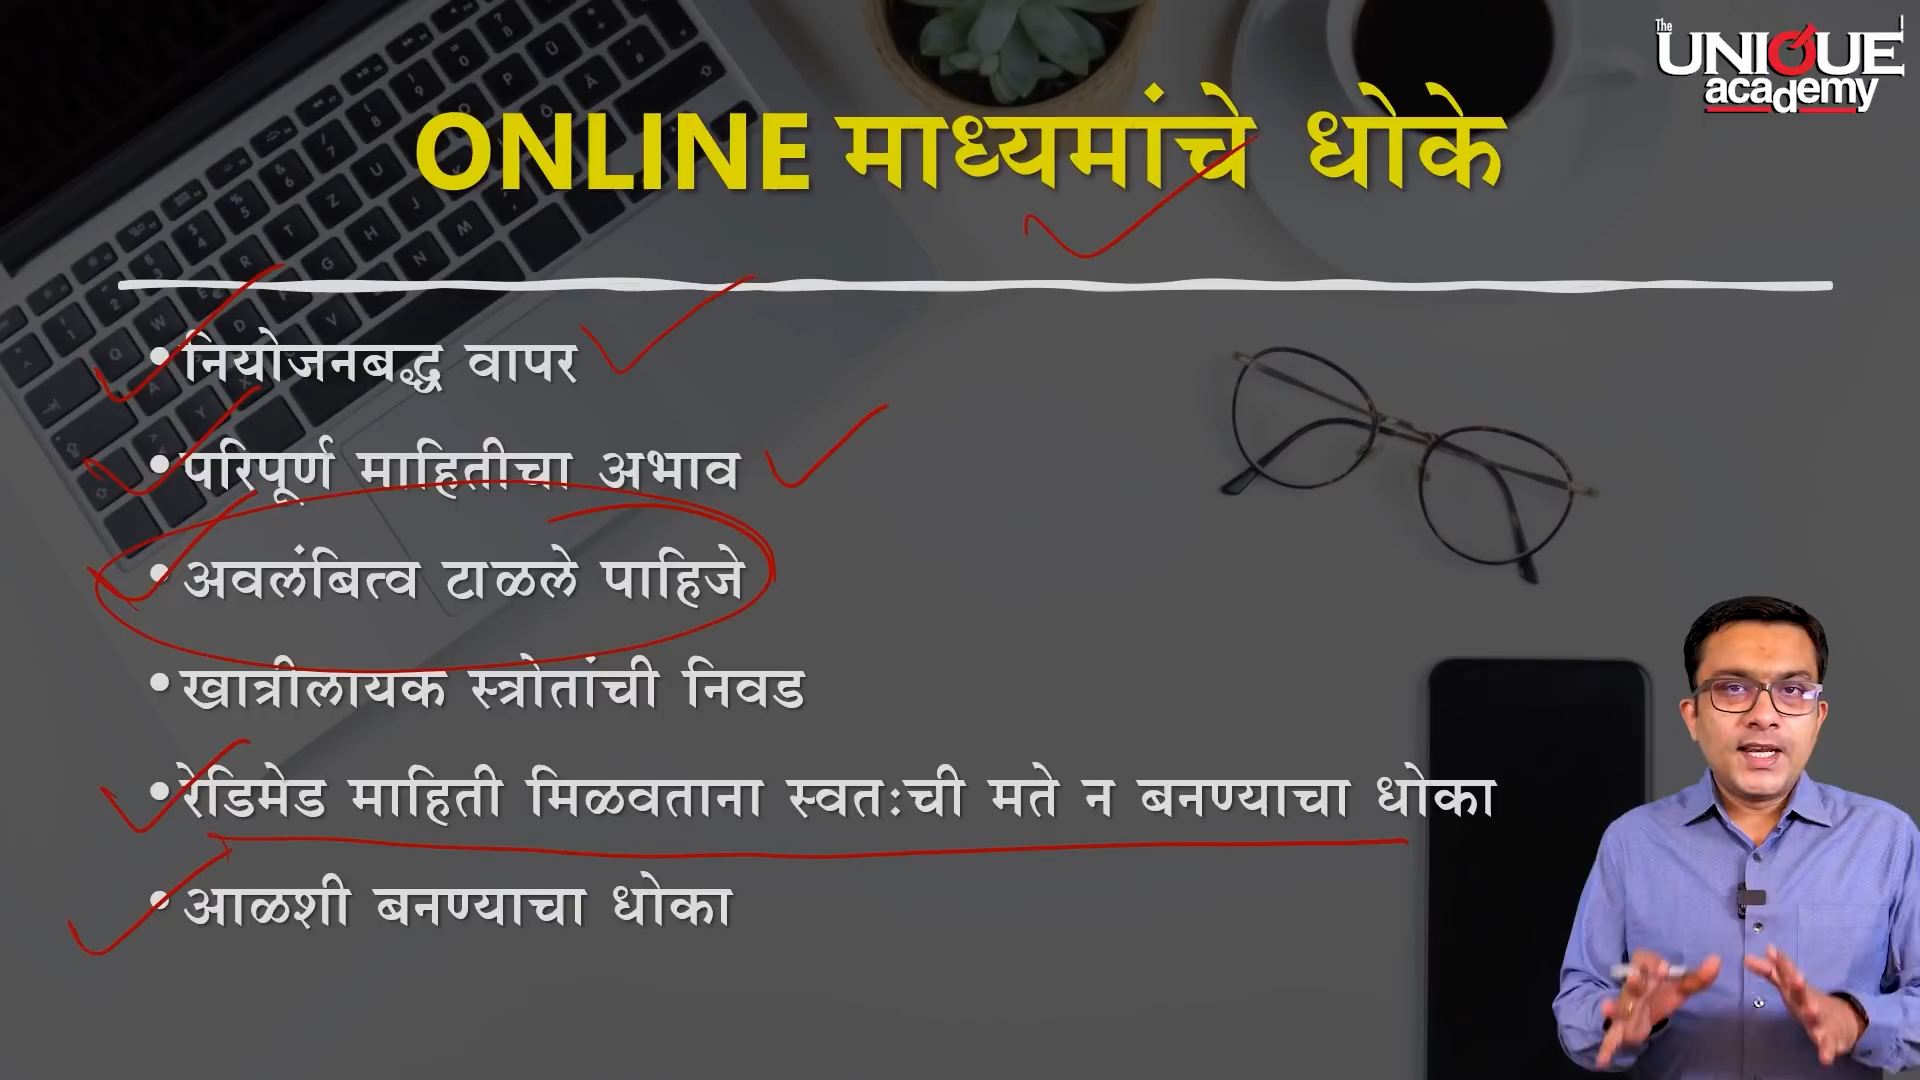 The
UNIQUE
academy
ONLINE माध्यमांचे धोके
• नियोजनबद्ध वापर
• परिपूर्ण माहितीचा अभाव
• अवलंबित्व टाळले पाहिजे
• खात्रीलायक स्त्रोतांची निवड
• रेडिमेड माहिती मिळवताना स्वतःची मते न बनण्याचा धोका
• आळशी बनण्याचा धोका